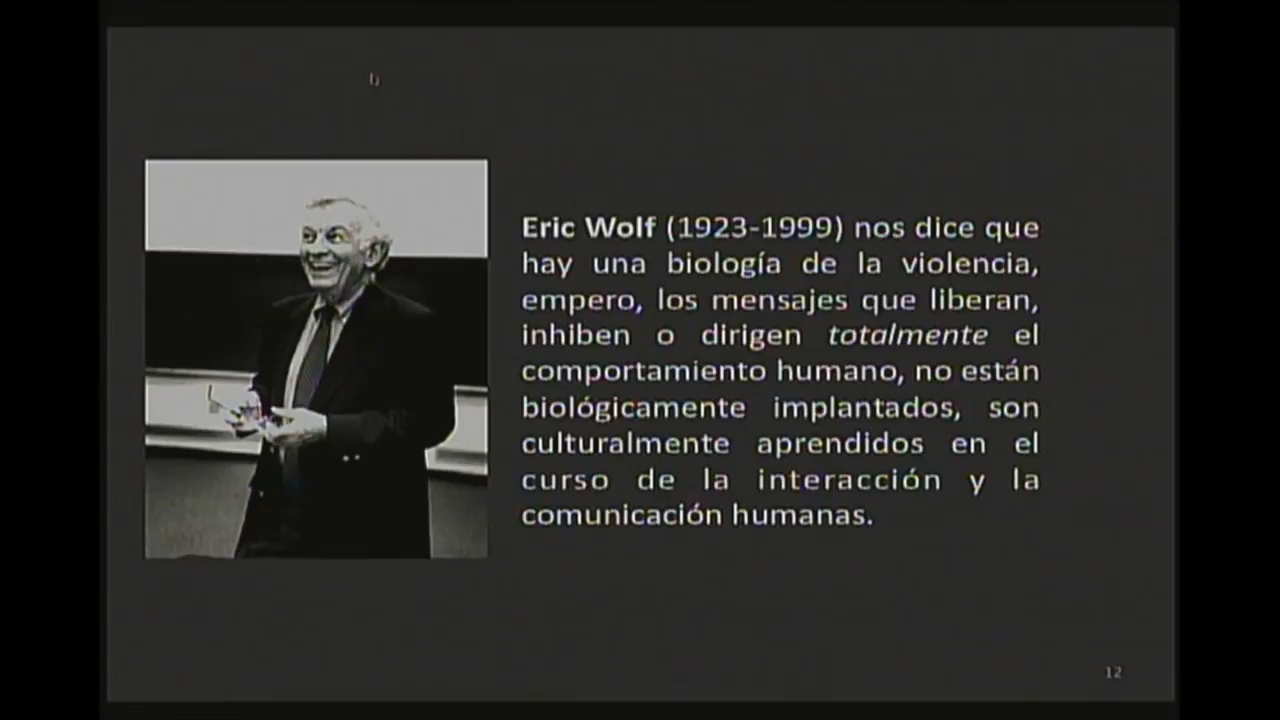 Eric Wolf (1923-1999) nos dice que
hay una biología de la violencia,
empero, los mensajes que liberan,
inhiben o dirigen totalmente el
comportamiento humano, no están
biológicamente implantados, son
culturalmente aprendidos en el
curso de la interacción y la
comunicación humanas.
12